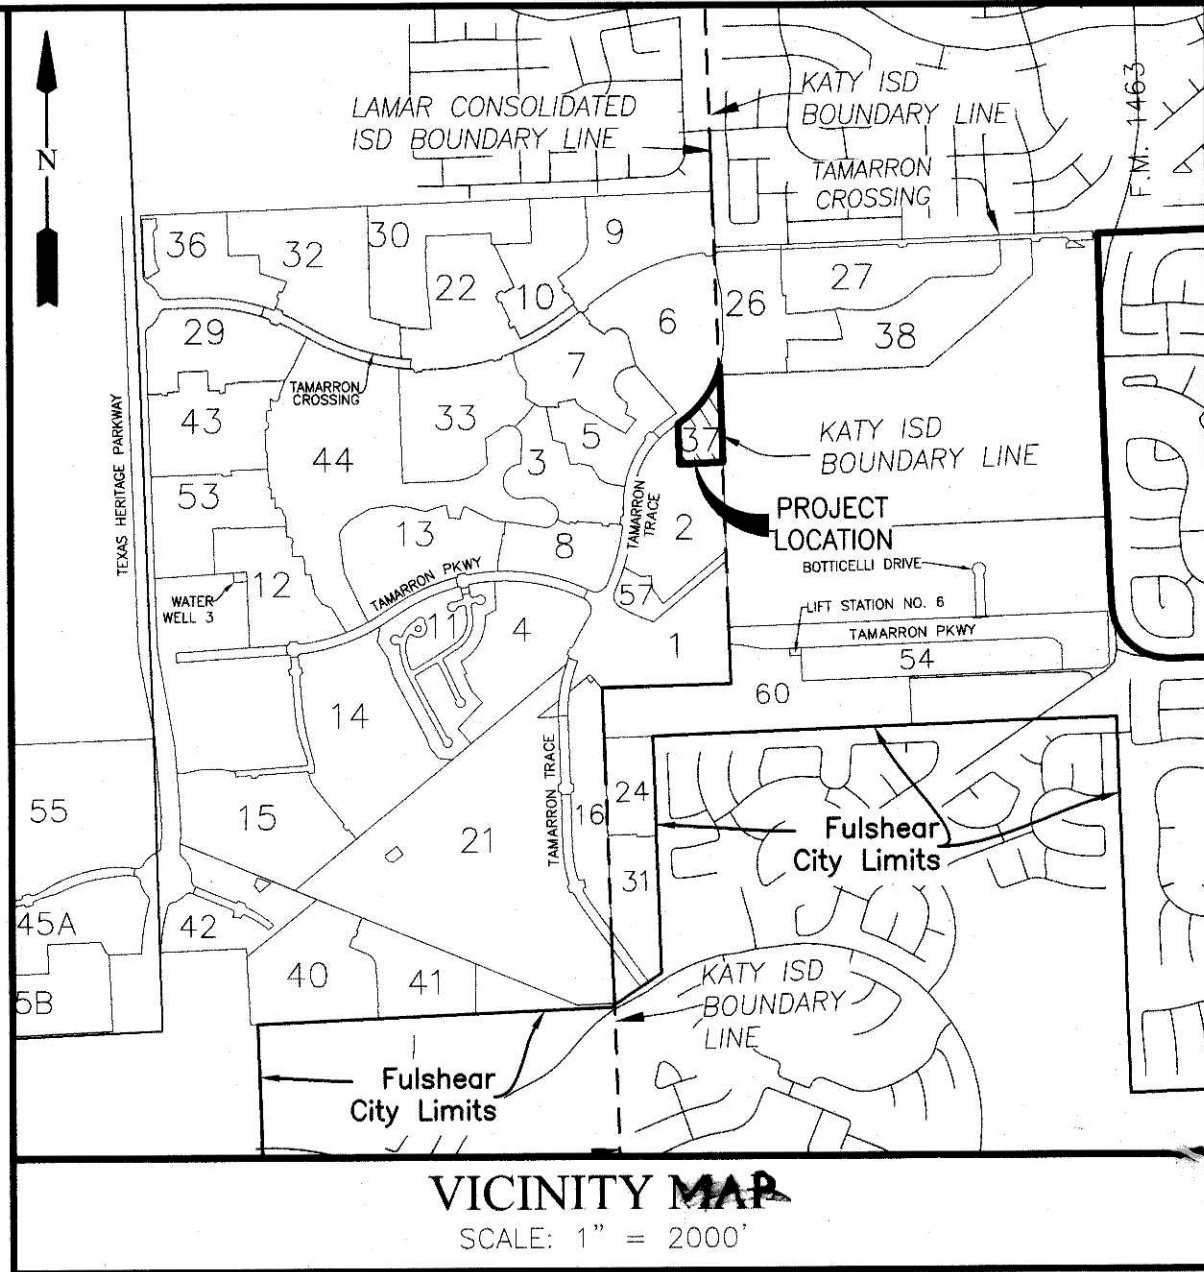 N
LAMAR CONSOLIDATED
ISD BOUNDARY LINE
KATY ISD
BOUNDARY LINE
TAMARRON
CROSSING
F.M. 1463
36
32
30
9
22
10
27
26
6
38
29
7
TAMARRON
CROSSING
43
33
5
37
KATY ISD
BOUNDARY LINE
TEXAS HERITAGE PARKWAY
44
3
53
TAMARRON
TRACE
PROJECT
LOCATION
13
8
2
BOTTICELLI DRIVE
TAMARRON PKWY
12
WATER
WELL 3
57
LIFT STATION NO. 6
11
4
1
TAMARRON PKWY
54
60
14
TAMARRON TRACE
55
15
21
16
24
Fulshear
City Limits
31
45A
42
40
41
KATY ISD
BOUNDARY
LINE
5B
Fulshear
City Limits
VICINITY MAP
SCALE: 1" = 2000'